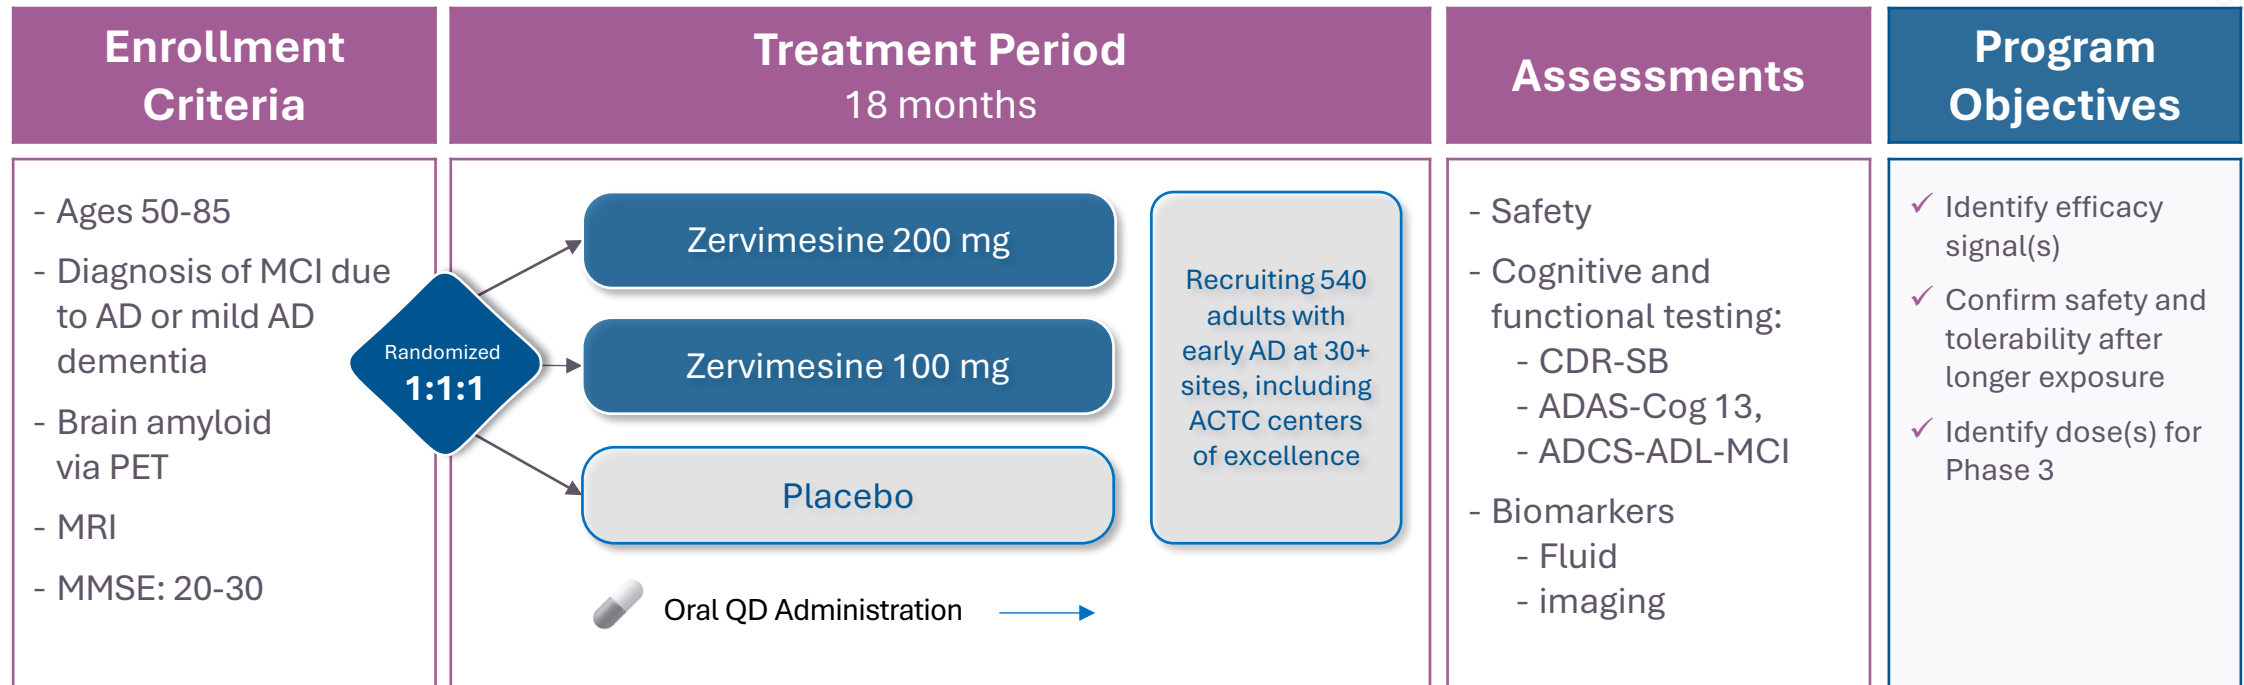 Enrollment
Criteria
- Ages 50-85
- Diagnosis of MCI due
to AD or mild AD
dementia
- Brain amyloid
via PET
- MRI
- MMSE: 20-30
Treatment Period
18 months
Randomized
1:1:1
Zervimesine 200 mg
Zervimesine 100 mg
Placebo
Oral QD Administration
Recruiting 540
adults with
early AD at 30+
sites, including
ACTC centers
of excellence
Assessments
- Safety
- Cognitive and
functional testing:
- CDR-SB
- ADAS-Cog 13,
- ADCS-ADL-MCI
- Biomarkers
- Fluid
- imaging
Program
Objectives
✓ Identify efficacy
signal(s)
✓ Confirm safety and
tolerability after
longer exposure
✓ Identify dose(s) for
Phase 3